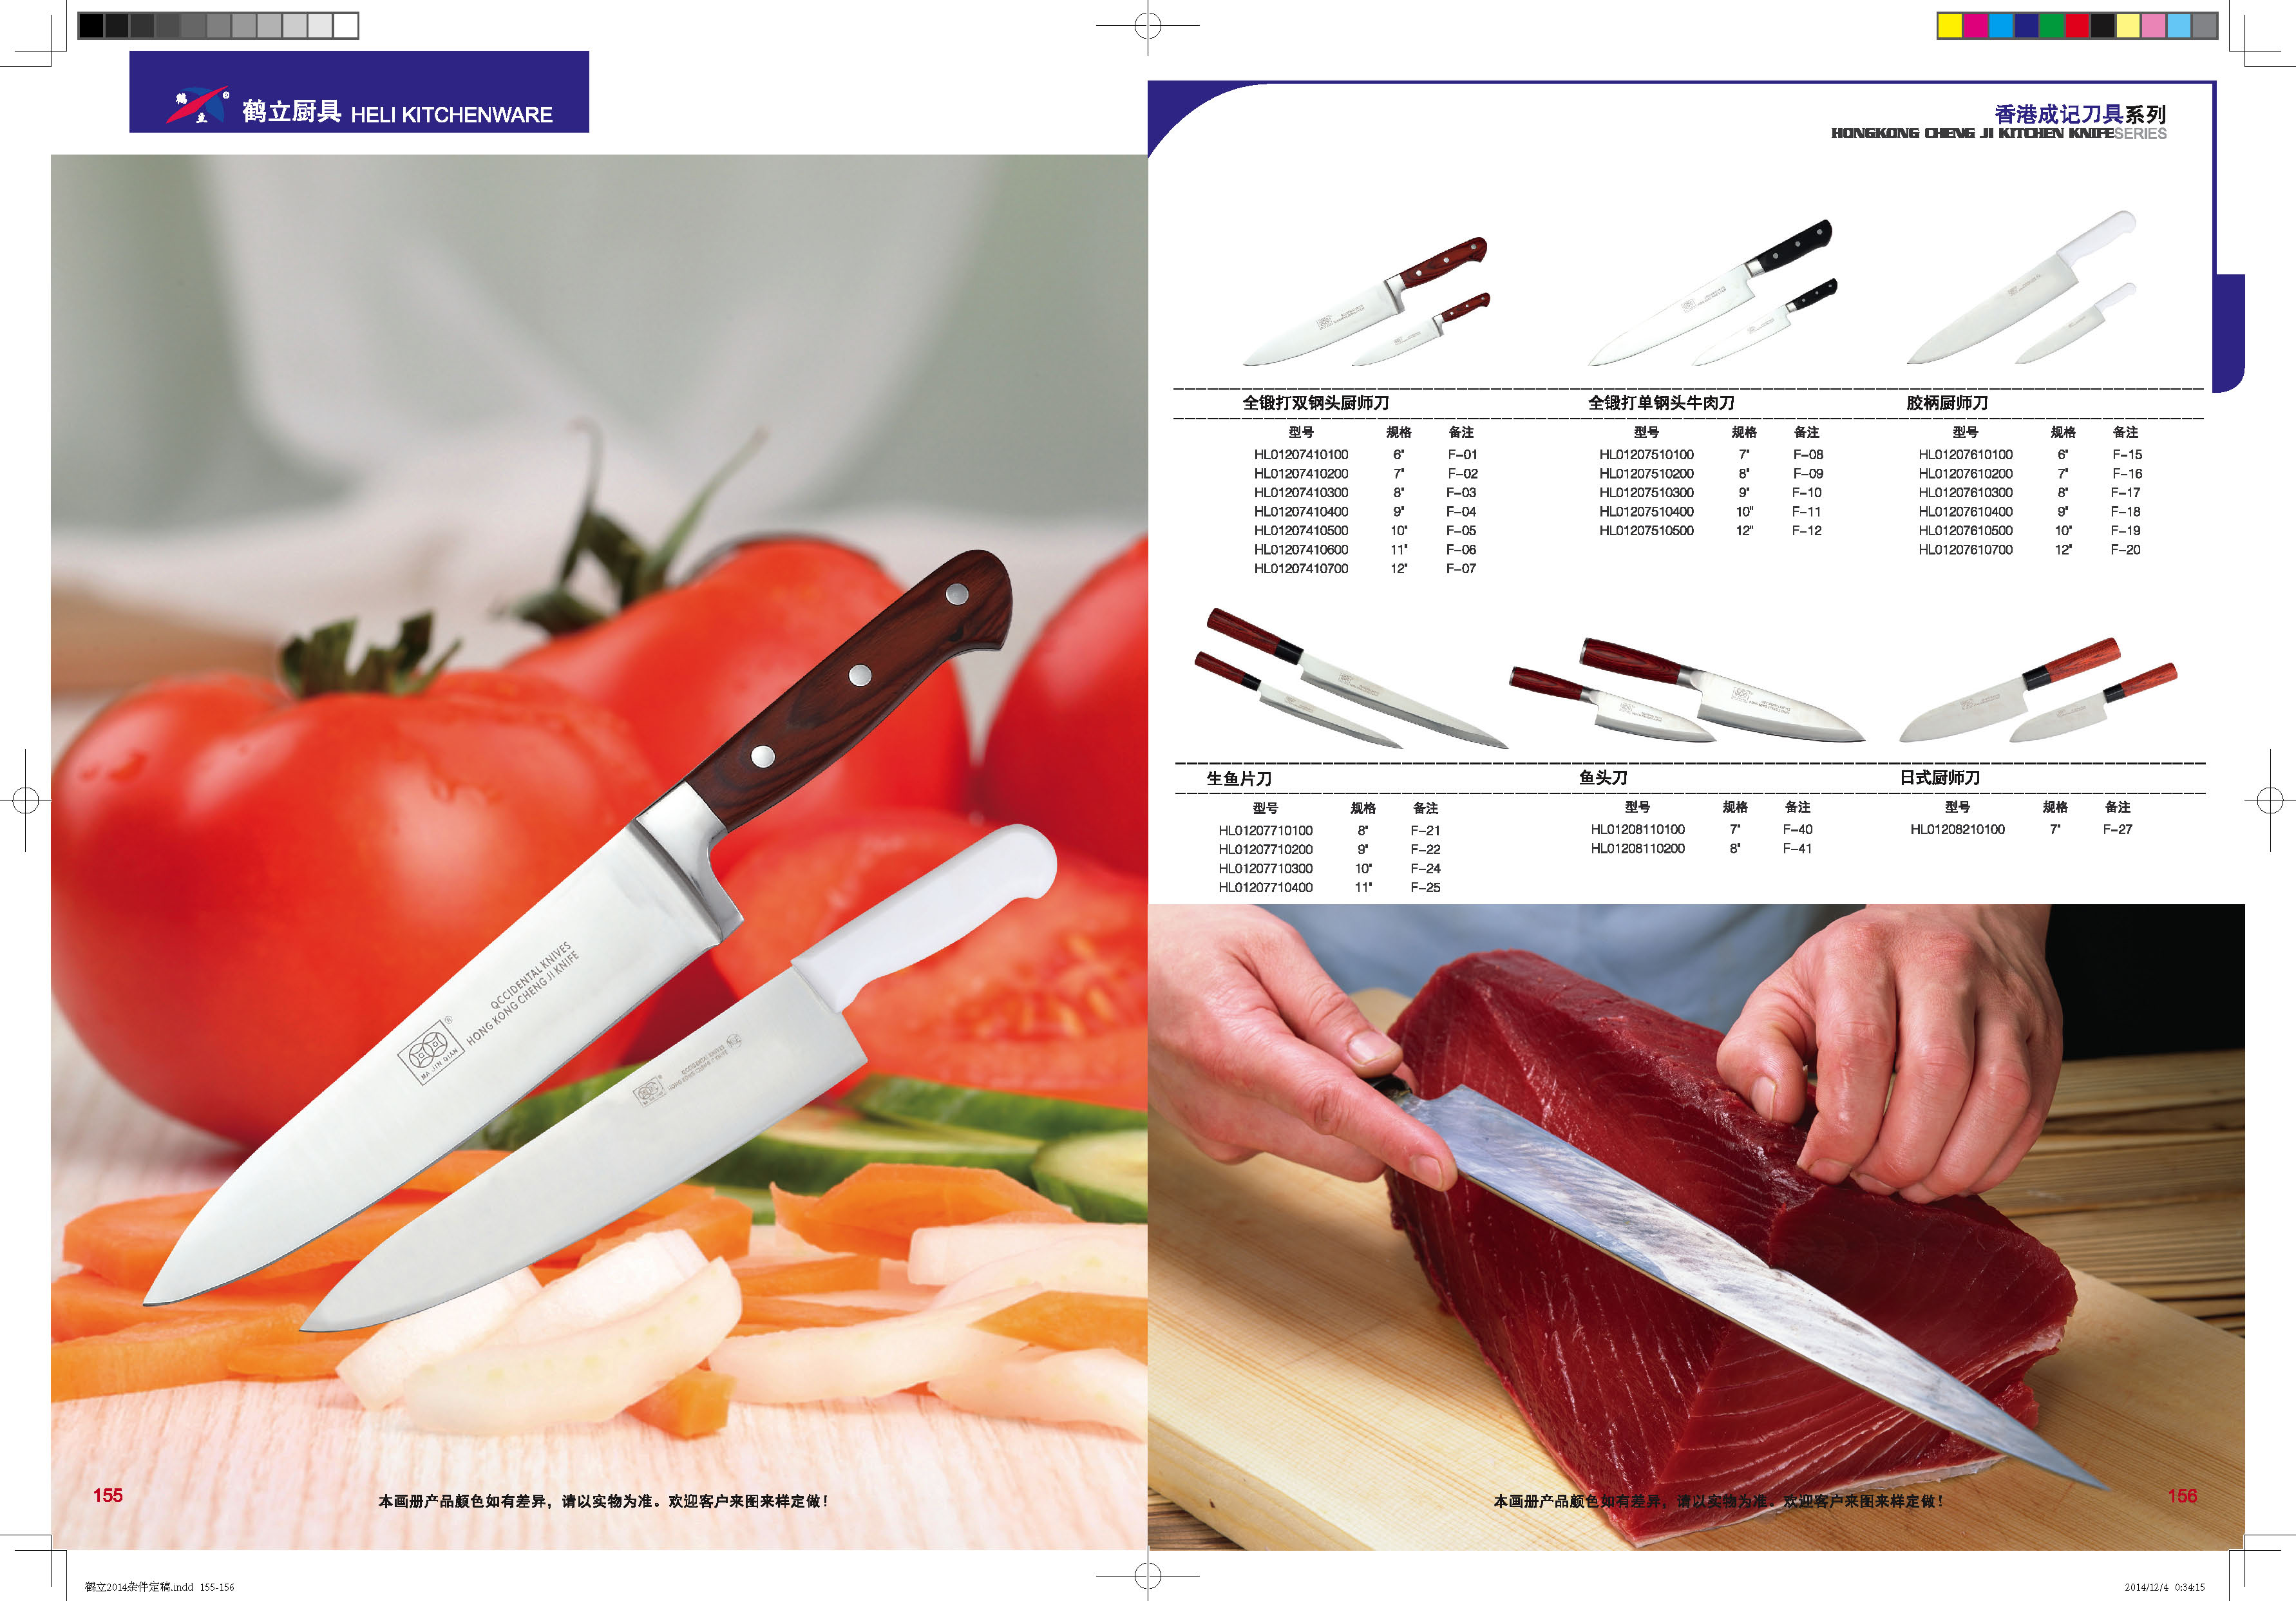 鹤立
鹤立厨具 HELI KITCHENWARE
QCCIDENTAL KNIVES
HONG KONG CHENG JI KNIFE
MA JIN QIAN
155
本画册产品颜色如有差异，请以实物为准。欢迎客户来图来样定做！
香港成记刀具系列
HONGKONG CHENG JI KITCHEN KNIFE SERIES
全锻打双钢头厨师刀
型号 规格 备注
HL01207410100 6" F-01
HL01207410200 7" F-02
HL01207410300 8" F-03
HL01207410400 9" F-04
HL01207410500 10" F-05
HL01207410600 11" F-06
HL01207410700 12" F-07
全锻打单钢头牛肉刀
型号 规格 备注
HL01207510100 7" F-08
HL01207510200 8" F-09
HL01207510300 9" F-10
HL01207510400 10" F-11
HL01207510500 12" F-12
胶柄厨师刀
型号 规格 备注
HL01207610100 6" F-15
HL01207610200 7" F-16
HL01207610300 8" F-17
HL01207610400 9" F-18
HL01207610500 10" F-19
HL01207610700 12" F-20
生鱼片刀
型号 规格 备注
HL01207710100 8" F-21
HL01207710200 9" F-22
HL01207710300 10" F-24
HL01207710400 11" F-25
鱼头刀
型号 规格 备注
HL01208110100 7" F-40
HL01208110200 8" F-41
日式厨师刀
型号 规格 备注
HL01208210100 7" F-27
本画册产品颜色如有差异，请以实物为准。欢迎客户来图来样定做！
156
鹤立2014杂件定稿.indd 155-156
2014/12/4 0:34:15